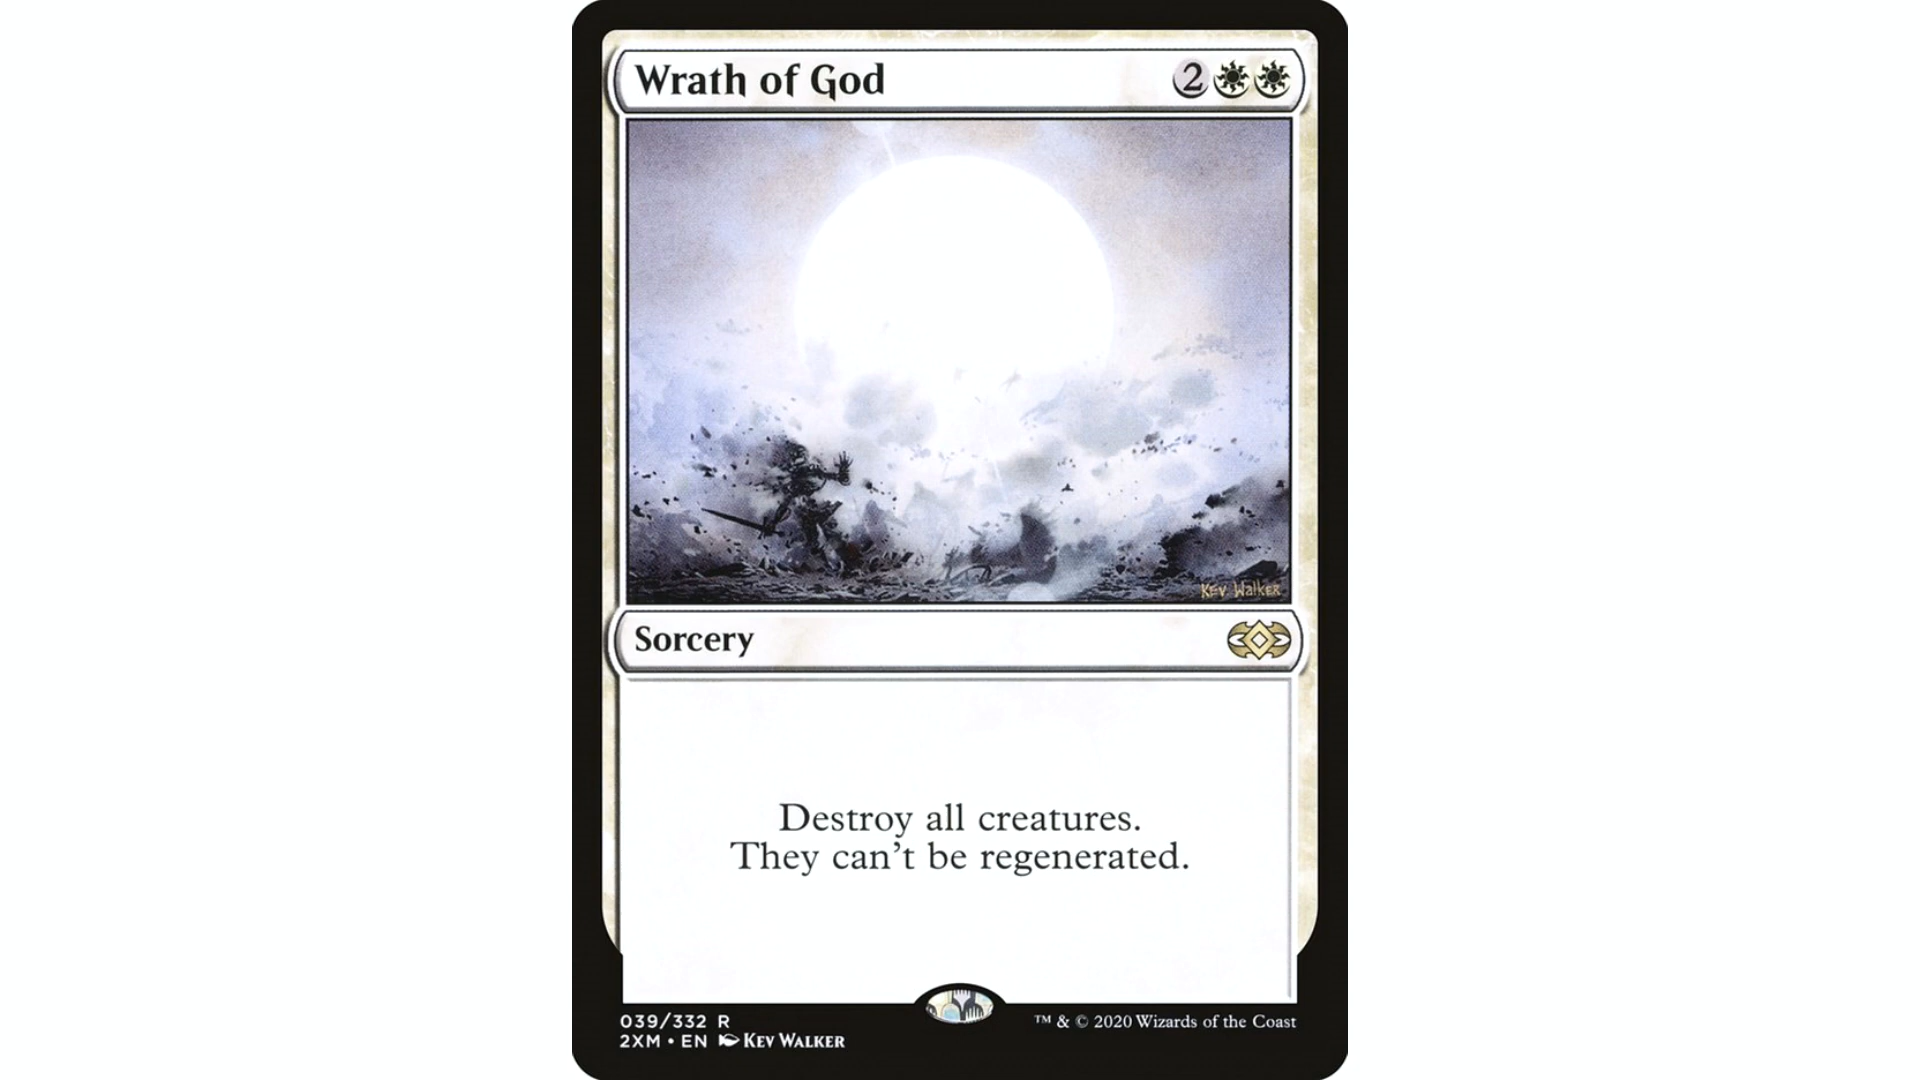 Wrath of God 2
Kev Walker
Sorcery
Destroy all creatures.
They can't be regenerated.
039/332 R
™ & © 2020 Wizards of the Coast
2XM • EN Kev Walker